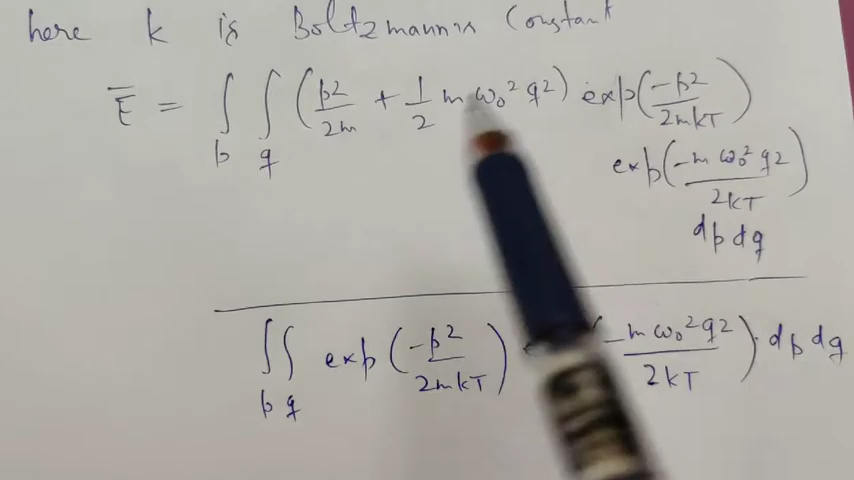 here k is Boltzmann's Constant
E̅ = ∫p ∫q (p²/2m + 1/2 m ω₀² q²) exp(-p²/2mkT)
exp(-m ω₀² q²/2kT)
dp dq
∫∫p q exp(-p²/2mkT) (-m ω₀² q²/2kT) · dp dq